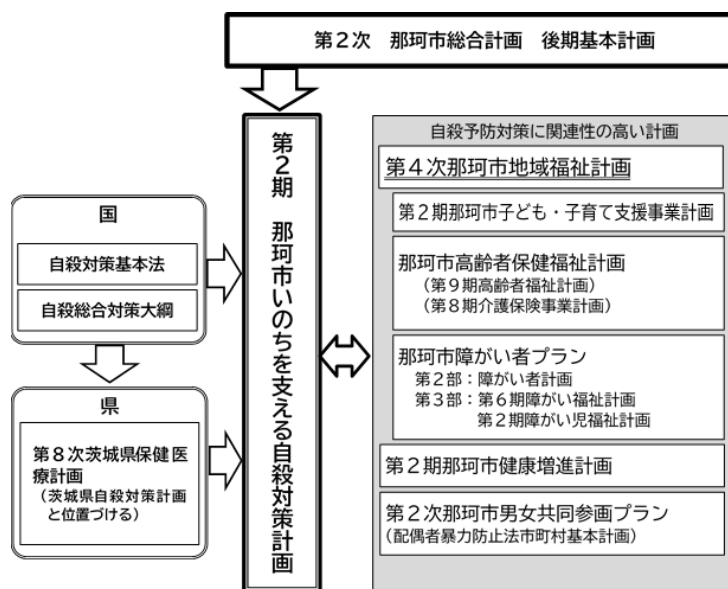 第2次　那珂市総合計画　後期基本計画
国
自殺対策基本法
自殺総合対策大綱
県
第8次茨城県保健医
療計画
（茨城県自殺対策計画
と位置づける）
第2期　那珂市いのちを支える自殺対策計画
自殺予防対策に関連性の高い計画
第4次那珂市地域福祉計画
第2期那珂市子ども・子育て支援事業計画
那珂市高齢者保健福祉計画
（第9期高齢者福祉計画）
（第8期介護保険事業計画）
那珂市障がい者プラン
第2部：障がい者計画
第3部：第6期障がい福祉計画
第2期障がい児福祉計画
第2期那珂市健康増進計画
第2次那珂市男女共同参画プラン
（配偶者暴力防止法市町村基本計画）